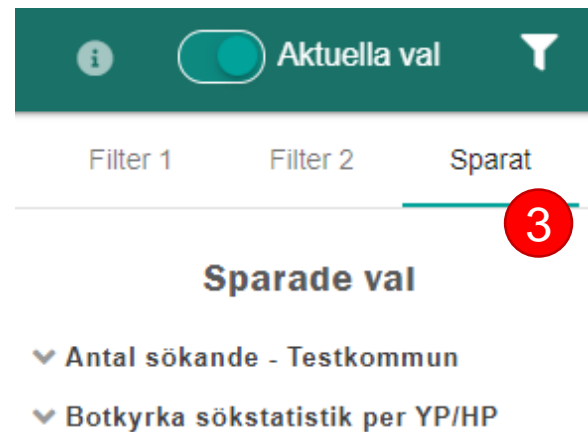 Aktuella val
Filter 1 Filter 2 Sparat
3
Sparade val
Antal sökande - Testkommun
Botkyrka sökstatistik per YP/HP